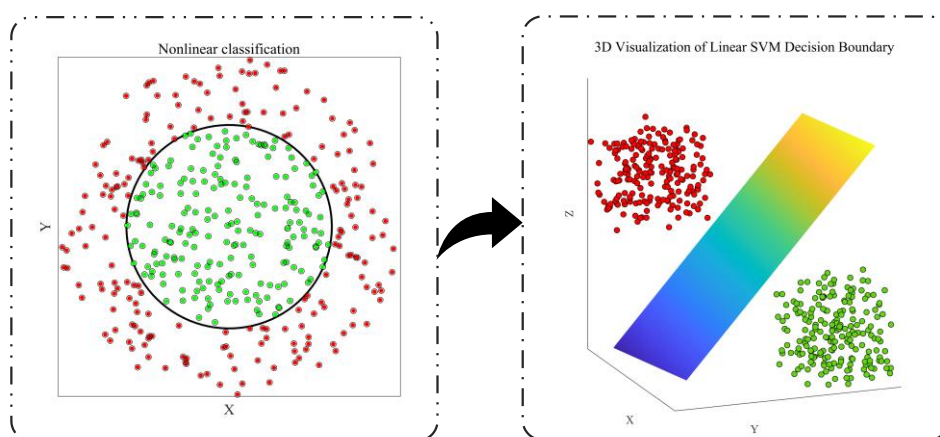 Nonlinear classification
Y
X
3D Visualization of Linear SVM Decision Boundary
Z
X
Y